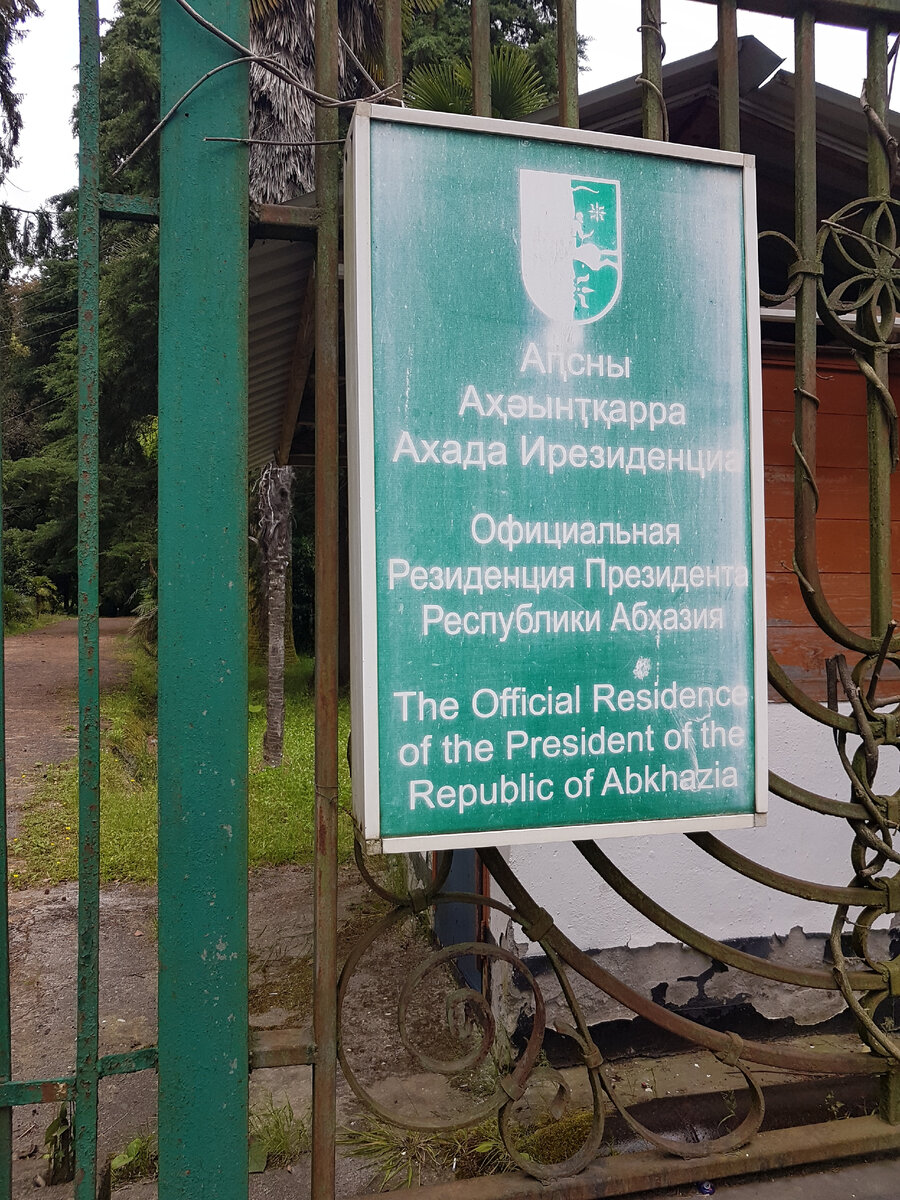 Аԥсны
Аҳәынҭқарра
Ахада Ирезиденциа
Официальная
Резиденция Президента
Республики Абхазия
The Official Residence
of the President of the
Republic of Abkhazia